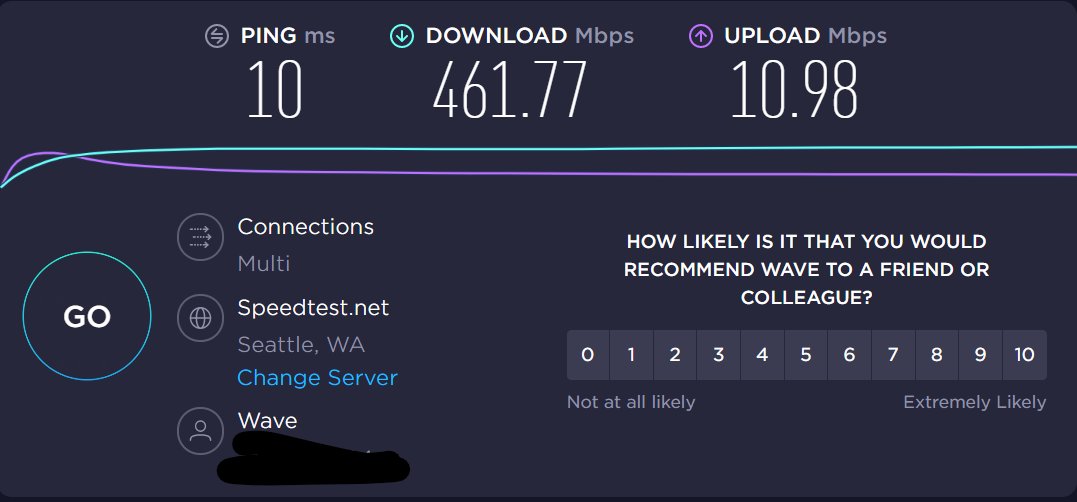 PING ms
10
DOWNLOAD Mbps
461.77
UPLOAD Mbps
10.98
Connections
Multi
Speedtest.net
Seattle, WA
Change Server
Wave
GO
HOW LIKELY IS IT THAT YOU WOULD
RECOMMEND WAVE TO A FRIEND OR
COLLEAGUE?
0 1 2 3 4 5 6 7 8 9 10
Not at all likely Extremely Likely